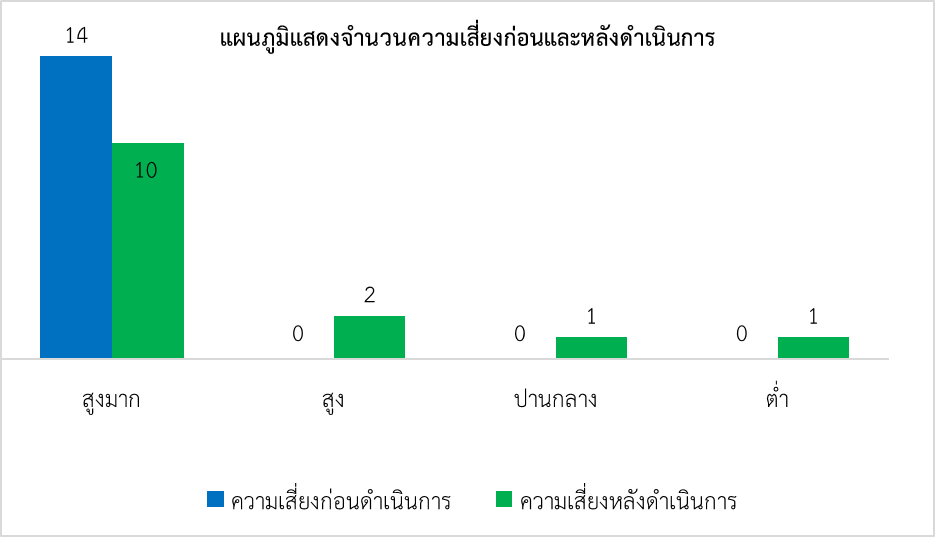 แผนภูมิแสดงจำนวนความเสี่ยงก่อนและหลังดำเนินการ
14
10
0
2
0
1
0
1
สูงมาก
สูง
ปานกลาง
ต่ำ
ความเสี่ยงก่อนดำเนินการ
ความเสี่ยงหลังดำเนินการ